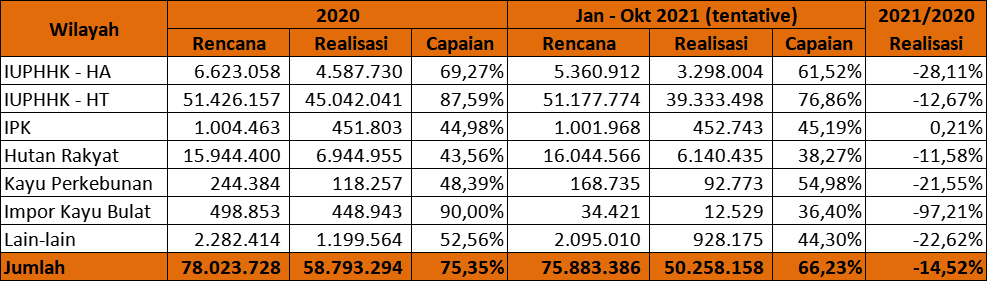 Wilayah 2020 Jan - Okt 2021 (tentative) 2021/2020
Rencana Realisasi Capaian Rencana Realisasi Capaian Realisasi
IUPHHK - HA 6.623.058 4.587.730 69,27% 5.360.912 3.298.004 61,52% -28,11%
IUPHHK - HT 51.426.157 45.042.041 87,59% 51.177.774 39.333.498 76,86% -12,67%
IPK 1.004.463 451.803 44,98% 1.001.968 452.743 45,19% 0,21%
Hutan Rakyat 15.944.400 6.944.955 43,56% 16.044.566 6.140.435 38,27% -11,58%
Kayu Perkebunan 244.384 118.257 48,39% 168.735 92.773 54,98% -21,55%
Impor Kayu Bulat 498.853 448.943 90,00% 34.421 12.529 36,40% -97,21%
Lain-lain 2.282.414 1.199.564 52,56% 2.095.010 928.175 44,30% -22,62%
Jumlah 78.023.728 58.793.294 75,35% 75.883.386 50.258.158 66,23% -14,52%